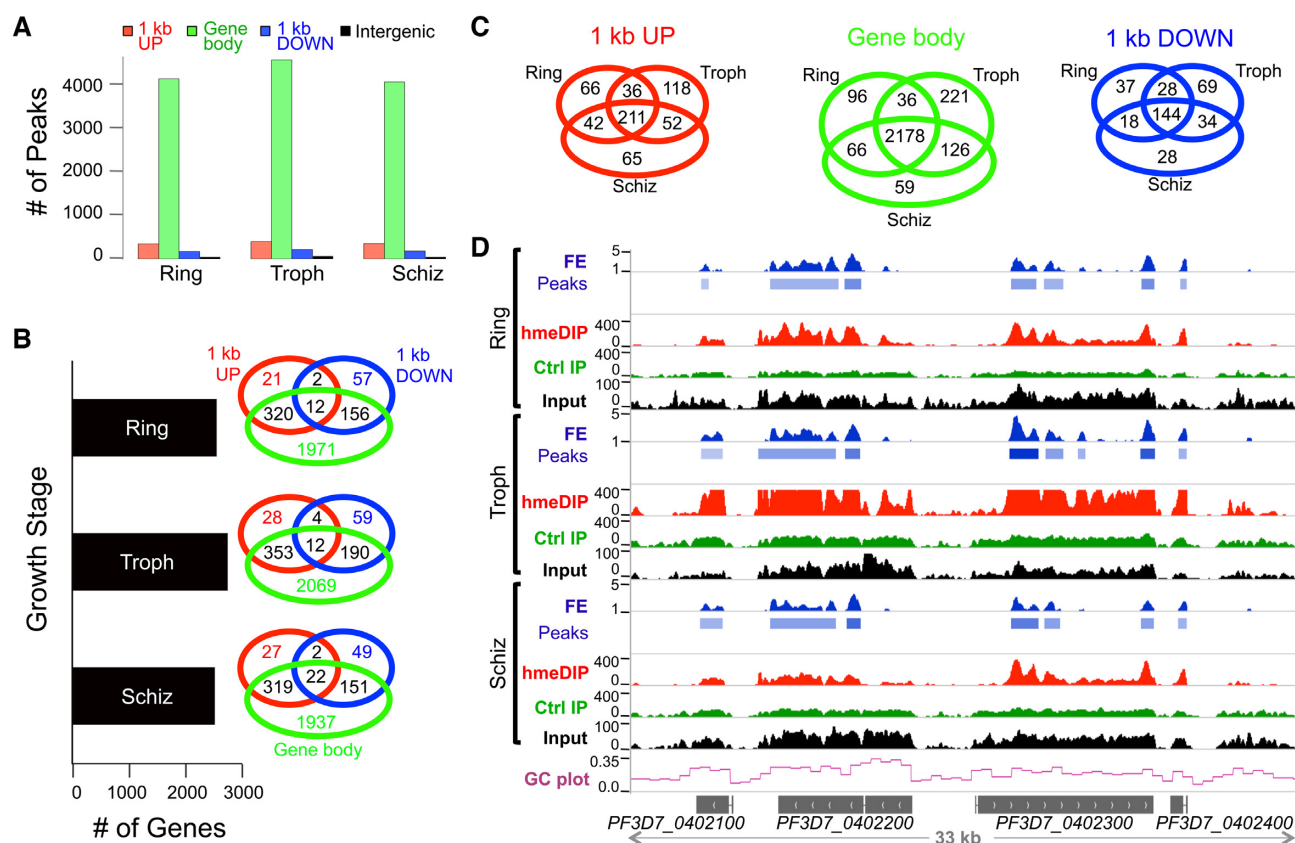 A
1 kb UP
Gene body
1 kb DOWN
Intergenic
# of Peaks
4000
3000
2000
1000
0
Ring
Troph
Schiz
B
Growth Stage
Ring
Troph
Schiz
0
1000
2000
3000
# of Genes
1 kb UP
1 kb DOWN
21
2
57
320
12
156
1971
28
4
59
353
12
190
2069
27
2
49
319
22
151
1937
Gene body
C
1 kb UP
Ring
Troph
66
36
118
42
211
52
65
Schiz
Gene body
Ring
Troph
96
36
221
66
2178
126
59
Schiz
1 kb DOWN
Ring
Troph
37
28
69
18
144
34
28
Schiz
D
Ring
FE
5
1
Peaks
hmeDIP
400
0
Ctrl IP
400
0
Input
100
0
Troph
FE
5
1
Peaks
hmeDIP
400
0
Ctrl IP
400
0
Input
100
0
Schiz
FE
5
1
Peaks
hmeDIP
400
0
Ctrl IP
400
0
Input
100
0
GC plot
0.35
0.0
PF3D7_0402100
PF3D7_0402200
PF3D7_0402300
PF3D7_0402400
33 kb